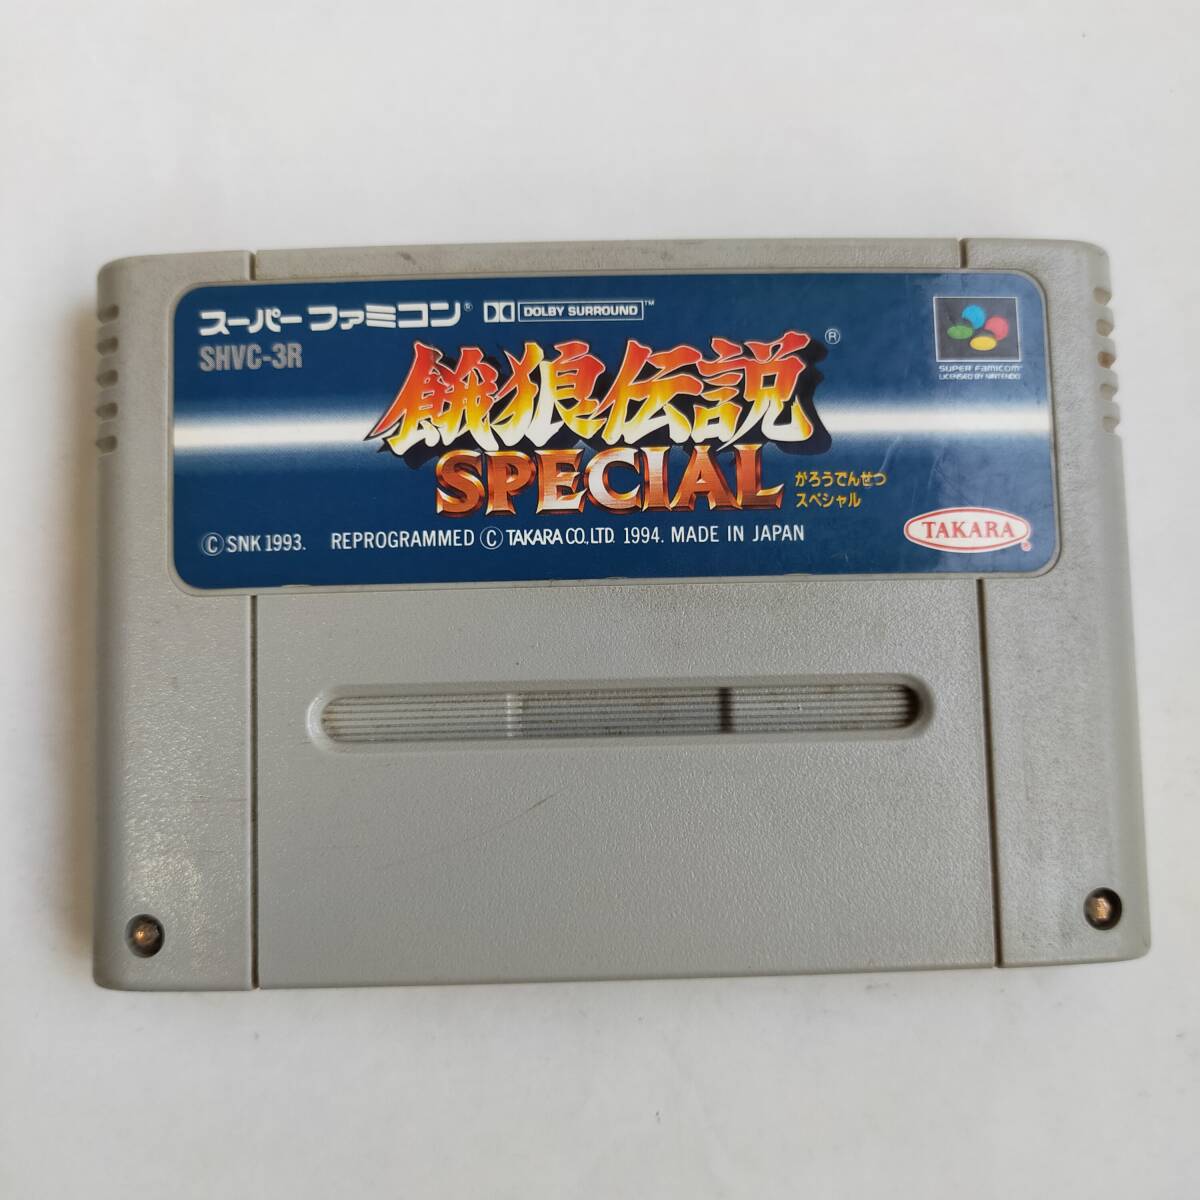 スーパーファミコン® DOLBY SURROUND™
SHVC-3R
餓狼伝説®
SPECIAL
がろうでんせつ
スペシャル
SUPER FAMICOM
LICENSED BY NINTENDO
©SNK 1993. REPROGRAMMED © TAKARA CO., LTD. 1994. MADE IN JAPAN
TAKARA®